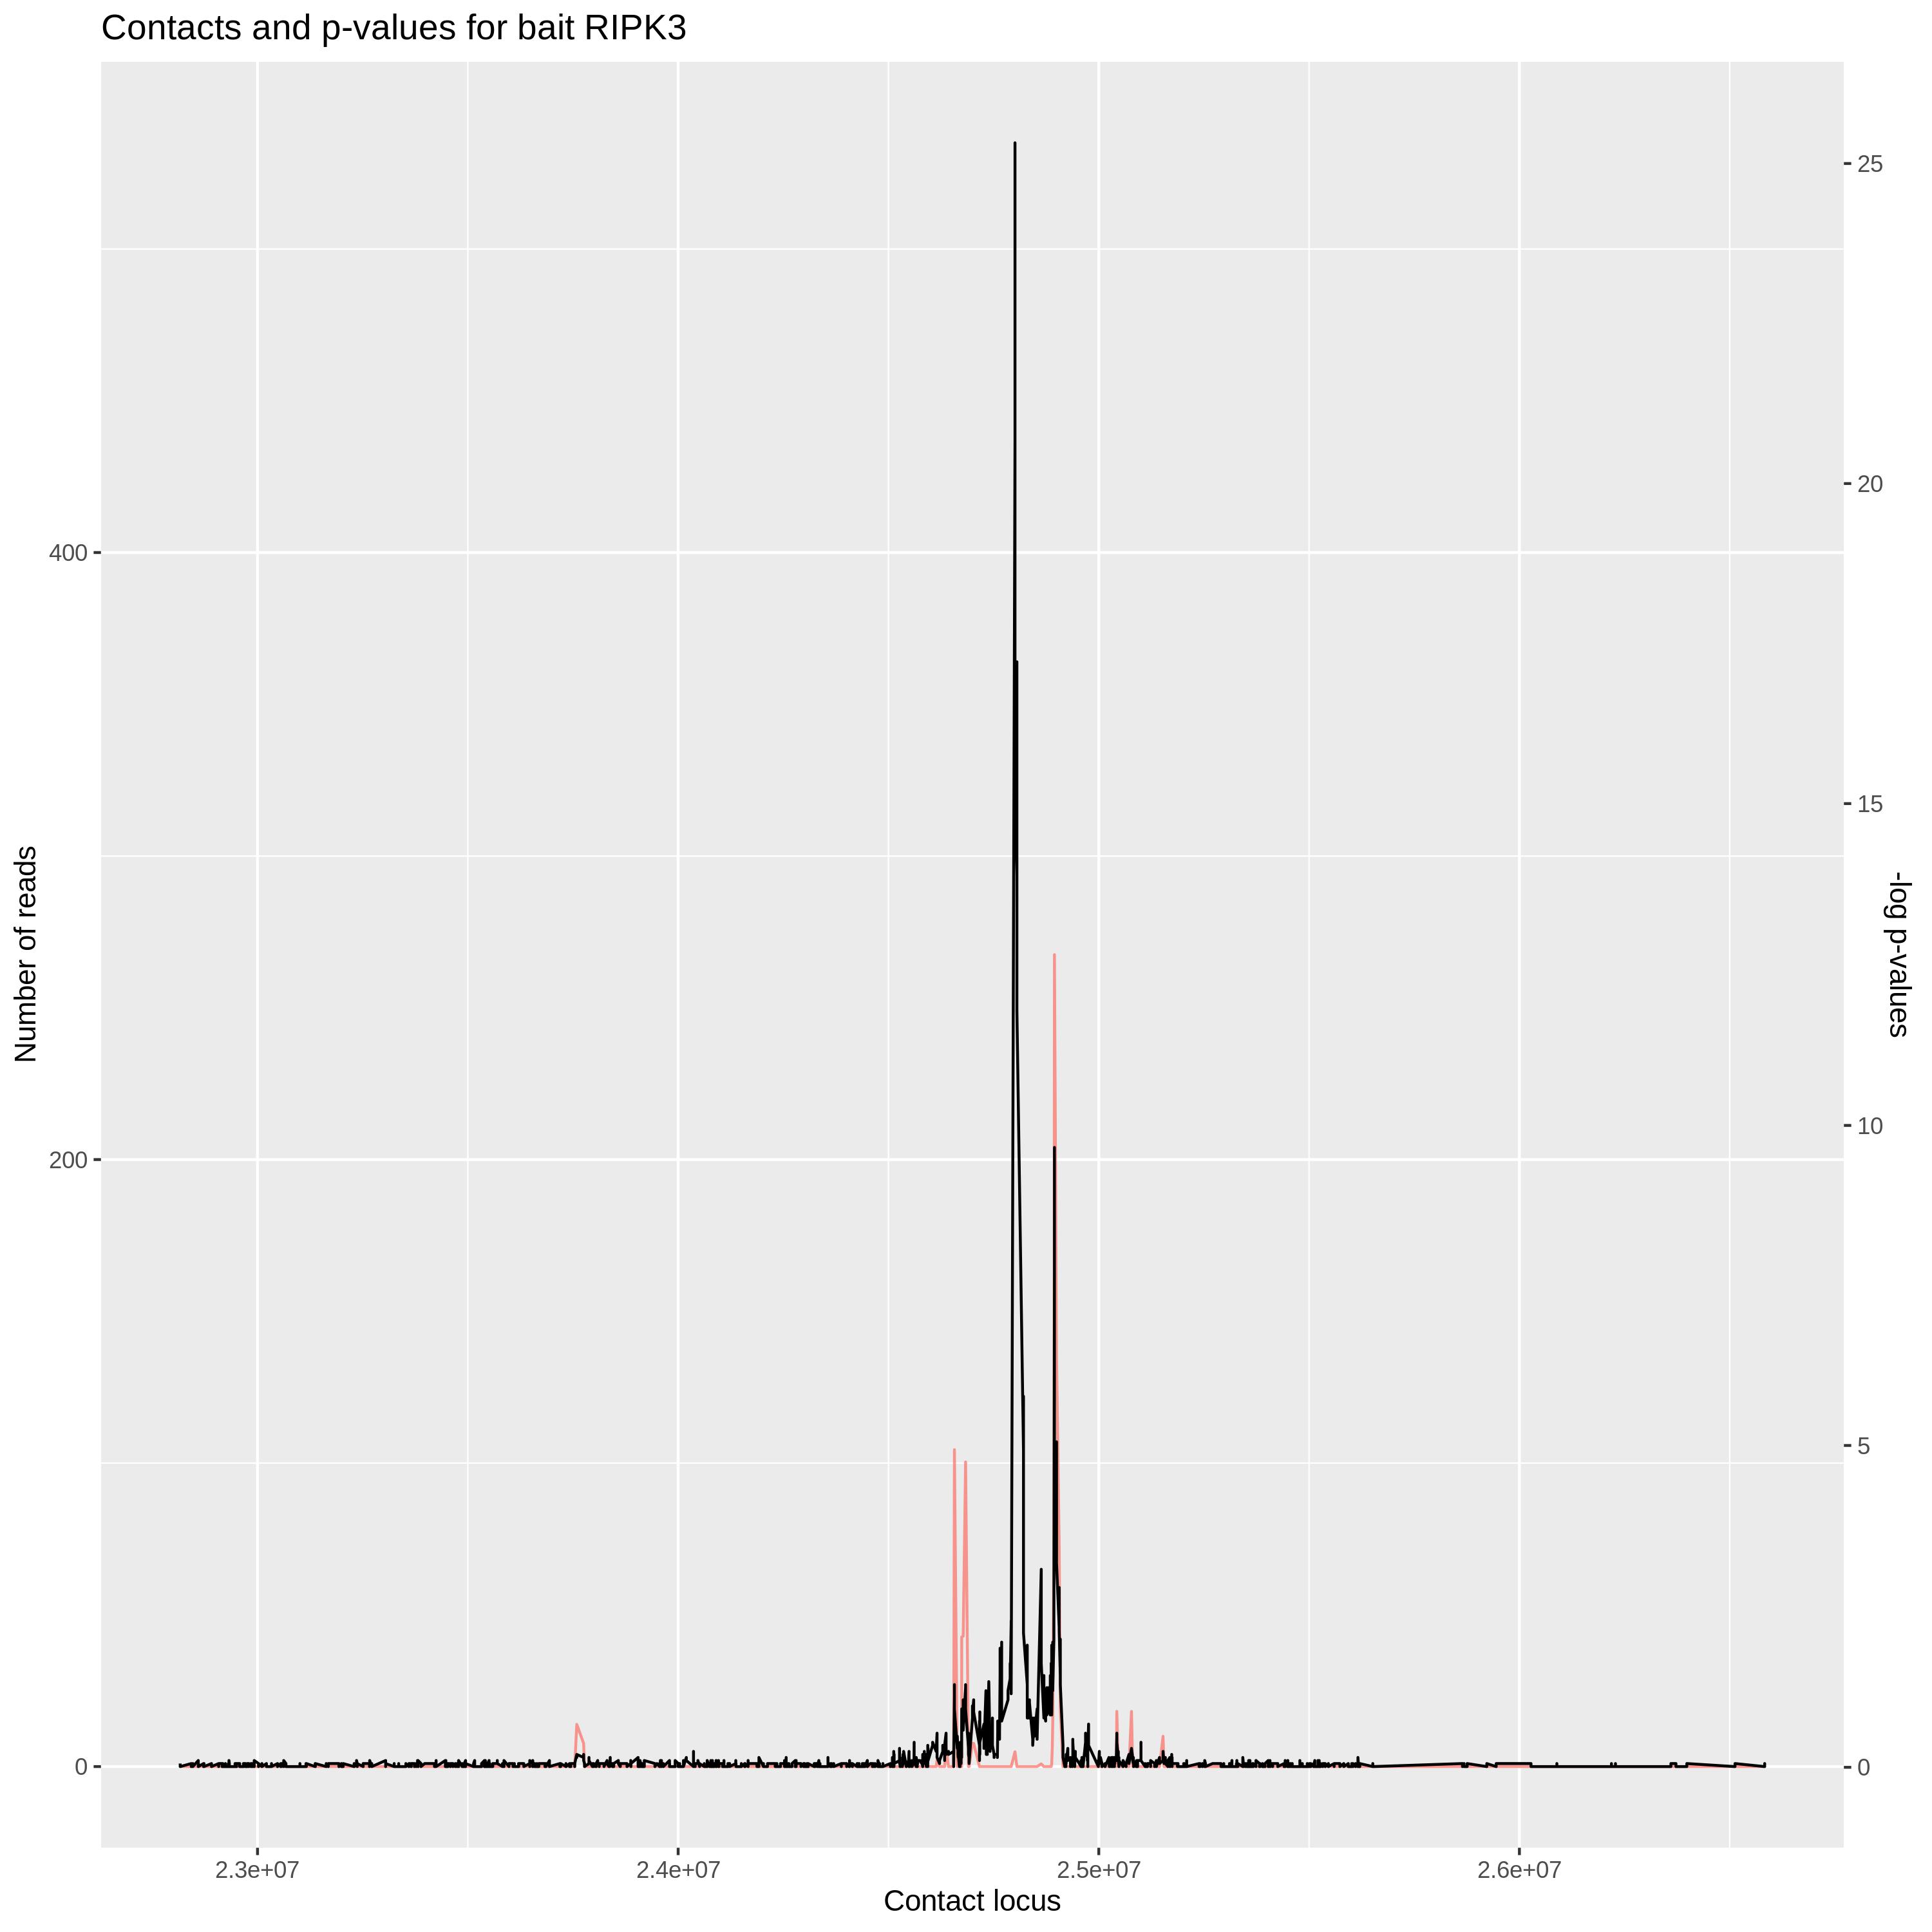 Contacts and p-values for bait RIPK3
Number of reads
400
200
0
25
20
15
10
5
0
-log p-values
2.3e+07 2.4e+07 2.5e+07 2.6e+07
Contact locus